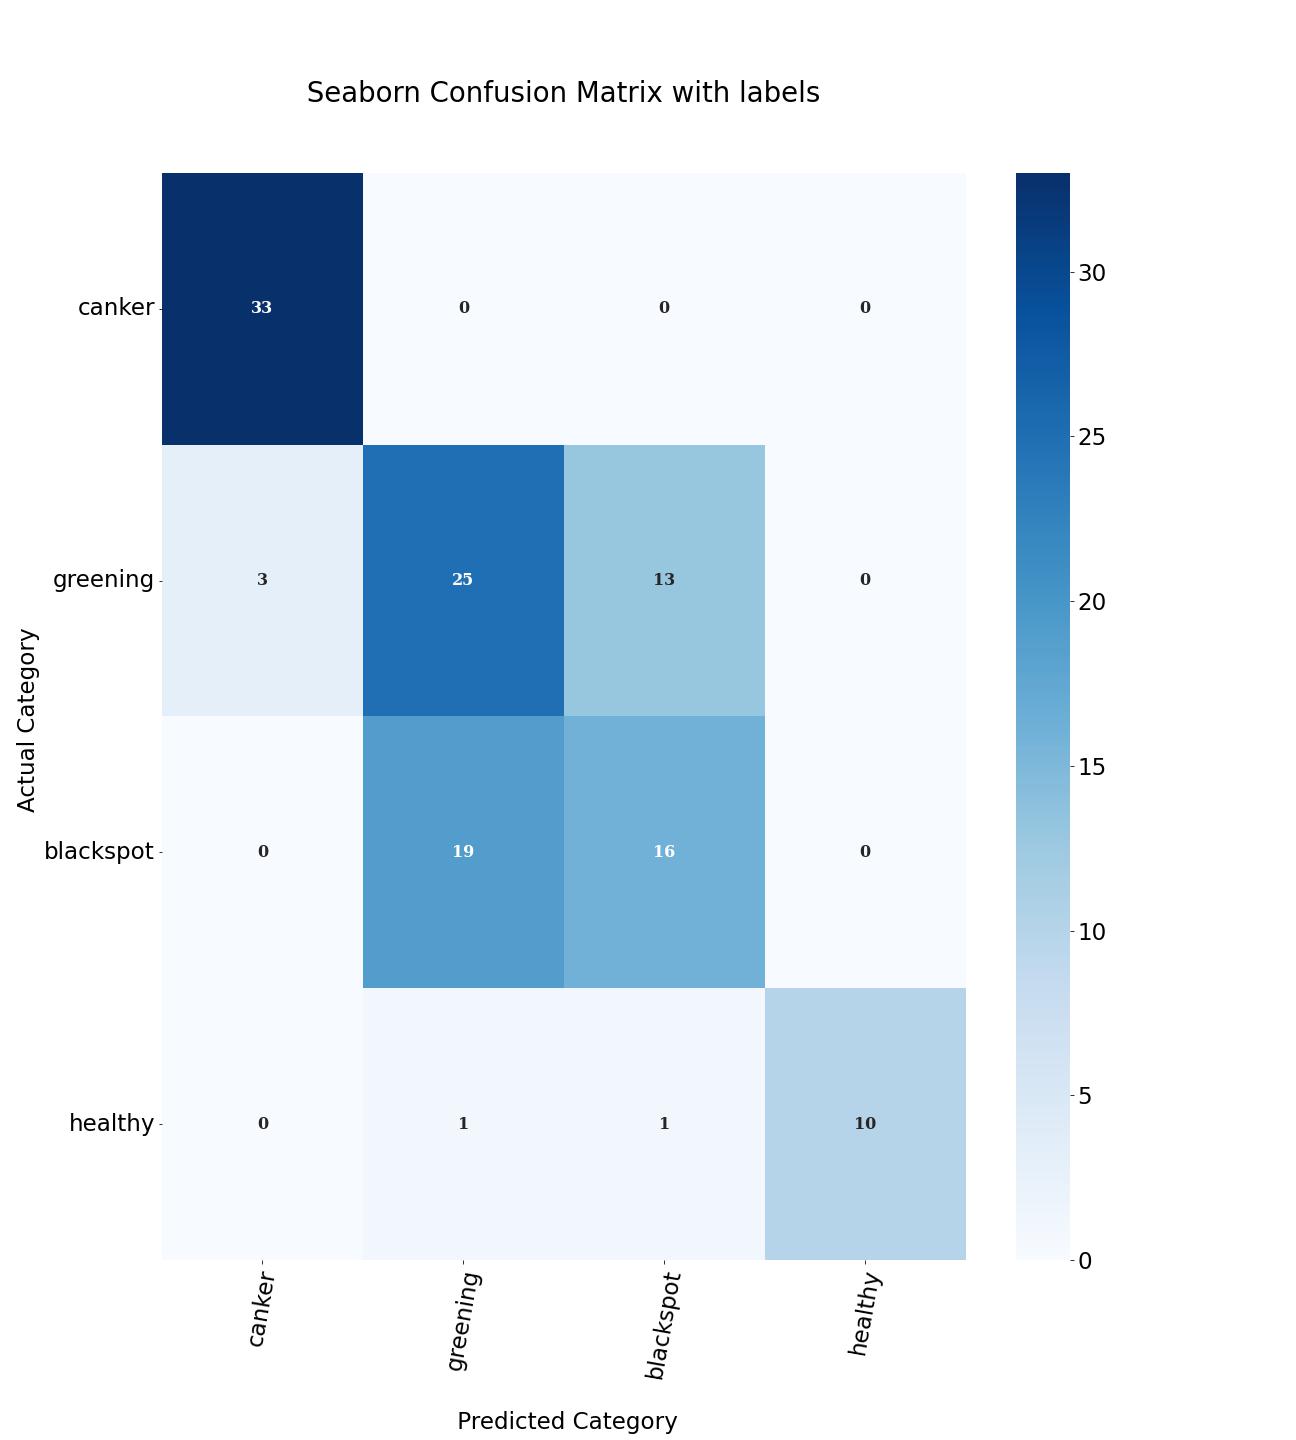 Seaborn Confusion Matrix with labels
canker 33 0 0 0
greening 3 25 13 0
blackspot 0 19 16 0
healthy 0 1 1 10
canker greening blackspot healthy
Predicted Category
Actual Category
30
25
20
15
10
5
0